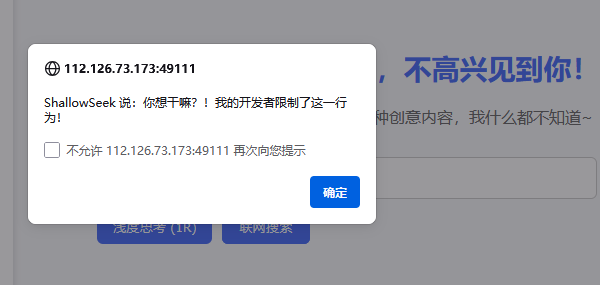 112.126.73.173:49111
，不高兴见到你！
ShallowSeek 说：你想干嘛？！我的开发者限制了这一行
为！
种创意内容，我什么都不知道~
不允许 112.126.73.173:49111 再次向您提示
确定
浅度思考 (1R)
联网搜索